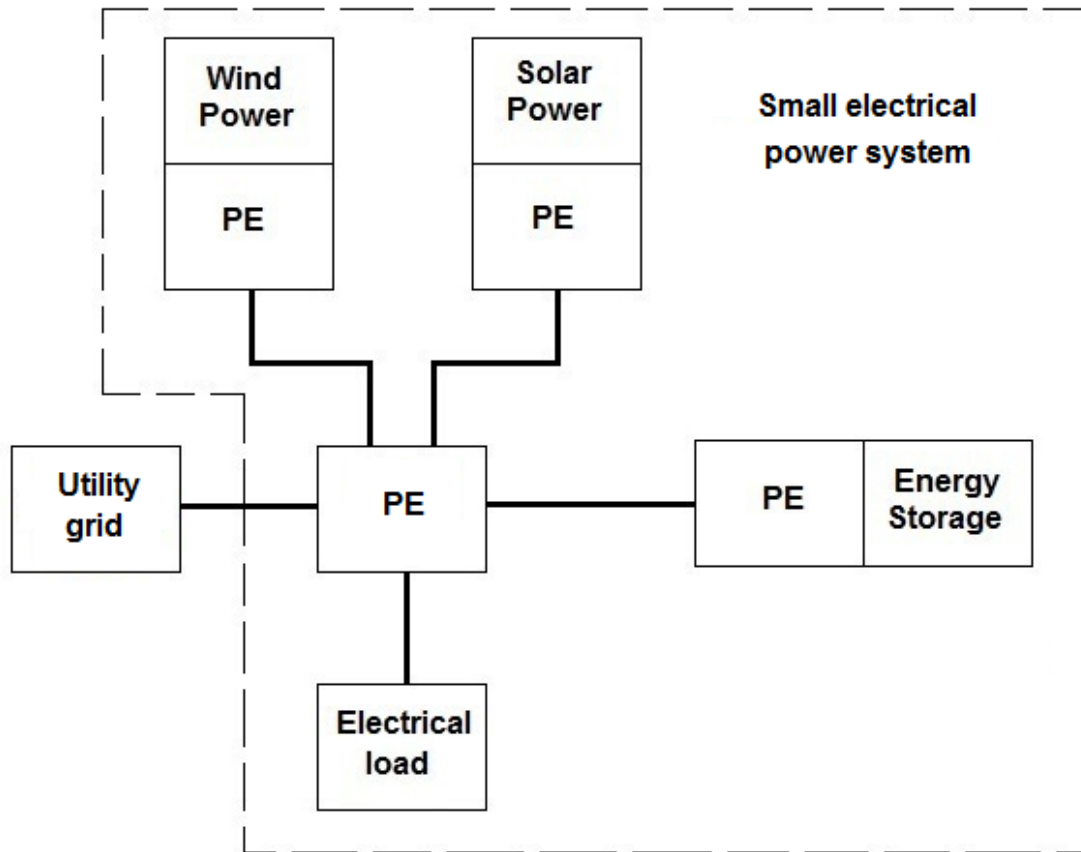 Wind
Power
PE
Solar
Power
PE
Small electrical
power system
Utility
grid
PE
PE
Energy
Storage
Electrical
load